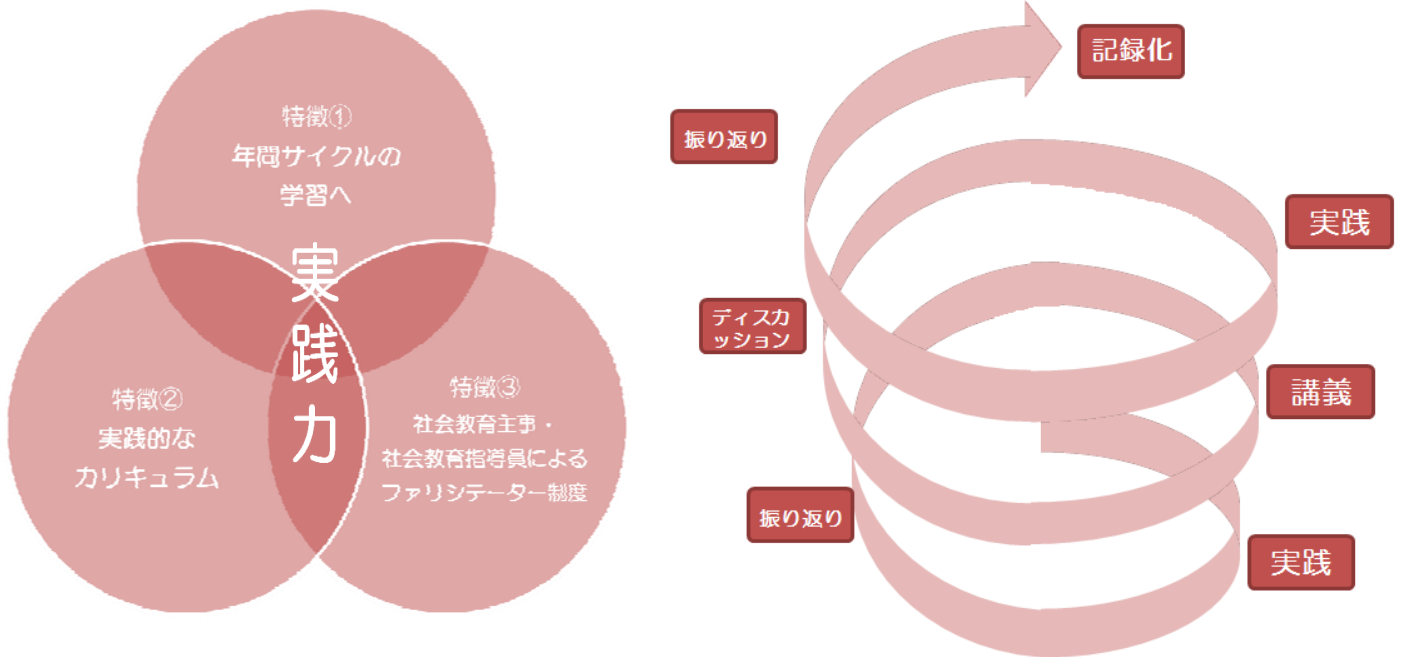 特徴①
年間サイクルの
学習へ
実践力
特徴②
実践的な
カリキュラム
特徴③
社会教育主事・
社会教育指導員による
ファリシテーター制度
記録化
振り返り
実践
ディスカ
ッション
講義
振り返り
実践